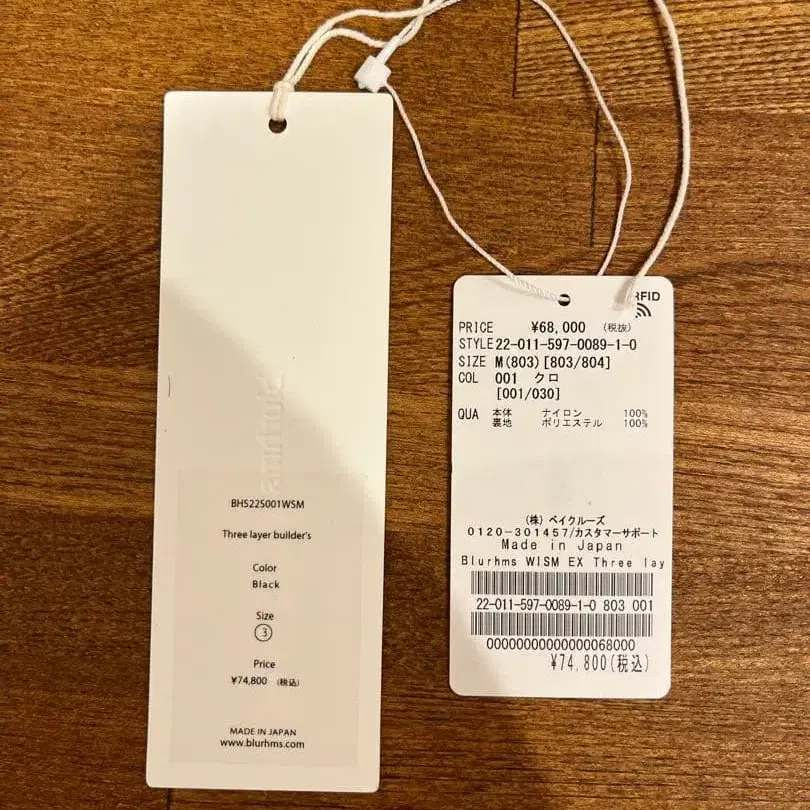 blurhms
BHS22S001WSM
Three layer builder's
Color
Black
Size
3
Price
¥74,800 (税込)
MADE IN JAPAN
www.blurhms.com
RFID
PRICE ¥68,000 (税抜)
STYLE 22-011-597-0089-1-0
SIZE M(803)[803/804]
COL 001 クロ
[001/030]
QUA 本体 ナイロン 100%
裏地 ポリエステル 100%
(株) ベイクルーズ
0120-301457/カスタマーサポート
Made in Japan
Blurhms WISM EX Three lay
22-011-597-0089-1-0 803 001
00000000000000068000
¥74,800(税込)